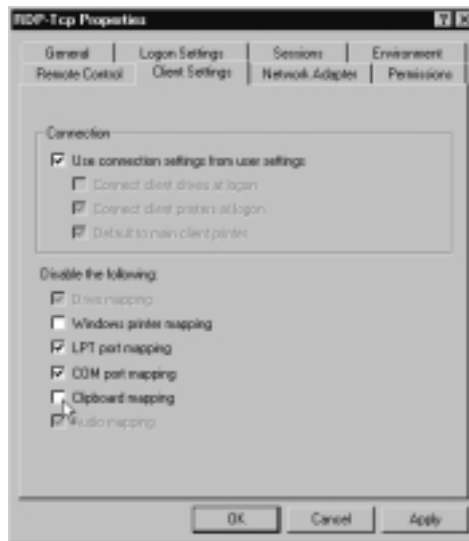 RDP-Tcp Properties
General Logon Settings Sessions Environment
Remote Control Client Settings Network Adapter Permissions
Connection
Use connection settings from user settings
Connect client drives at logon
Connect client printers at logon
Default to main client printer
Disable the following:
Drive mapping
Windows printer mapping
LPT port mapping
COM port mapping
Clipboard mapping
Audio mapping
OK Cancel Apply